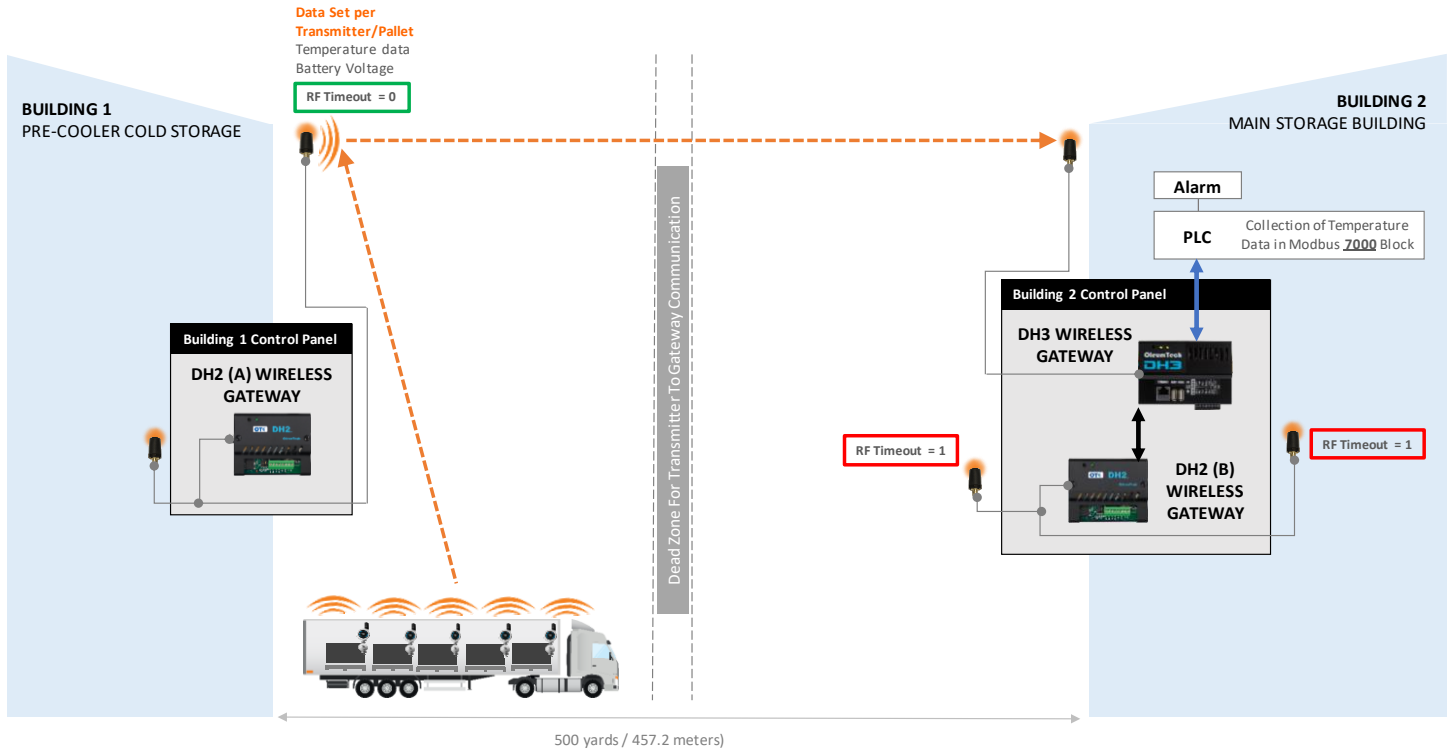 Data Set per
Transmitter/Pallet
Temperature data
Battery Voltage
RF Timeout = 0
BUILDING 1
PRE-COOLER COLD STORAGE
BUILDING 2
MAIN STORAGE BUILDING
Alarm
PLC
Collection of Temperature
Data in Modbus 7000 Block
Dead Zone For Transmitter To Gateway Communication
Building 1 Control Panel
DH2 (A) WIRELESS
GATEWAY
OTI DH2
Building 2 Control Panel
DH3 WIRELESS
GATEWAY
OleumTech
DH3
RF Timeout = 1
RF Timeout = 1
OTI DH2
DH2 (B)
WIRELESS
GATEWAY
500 yards / 457.2 meters)